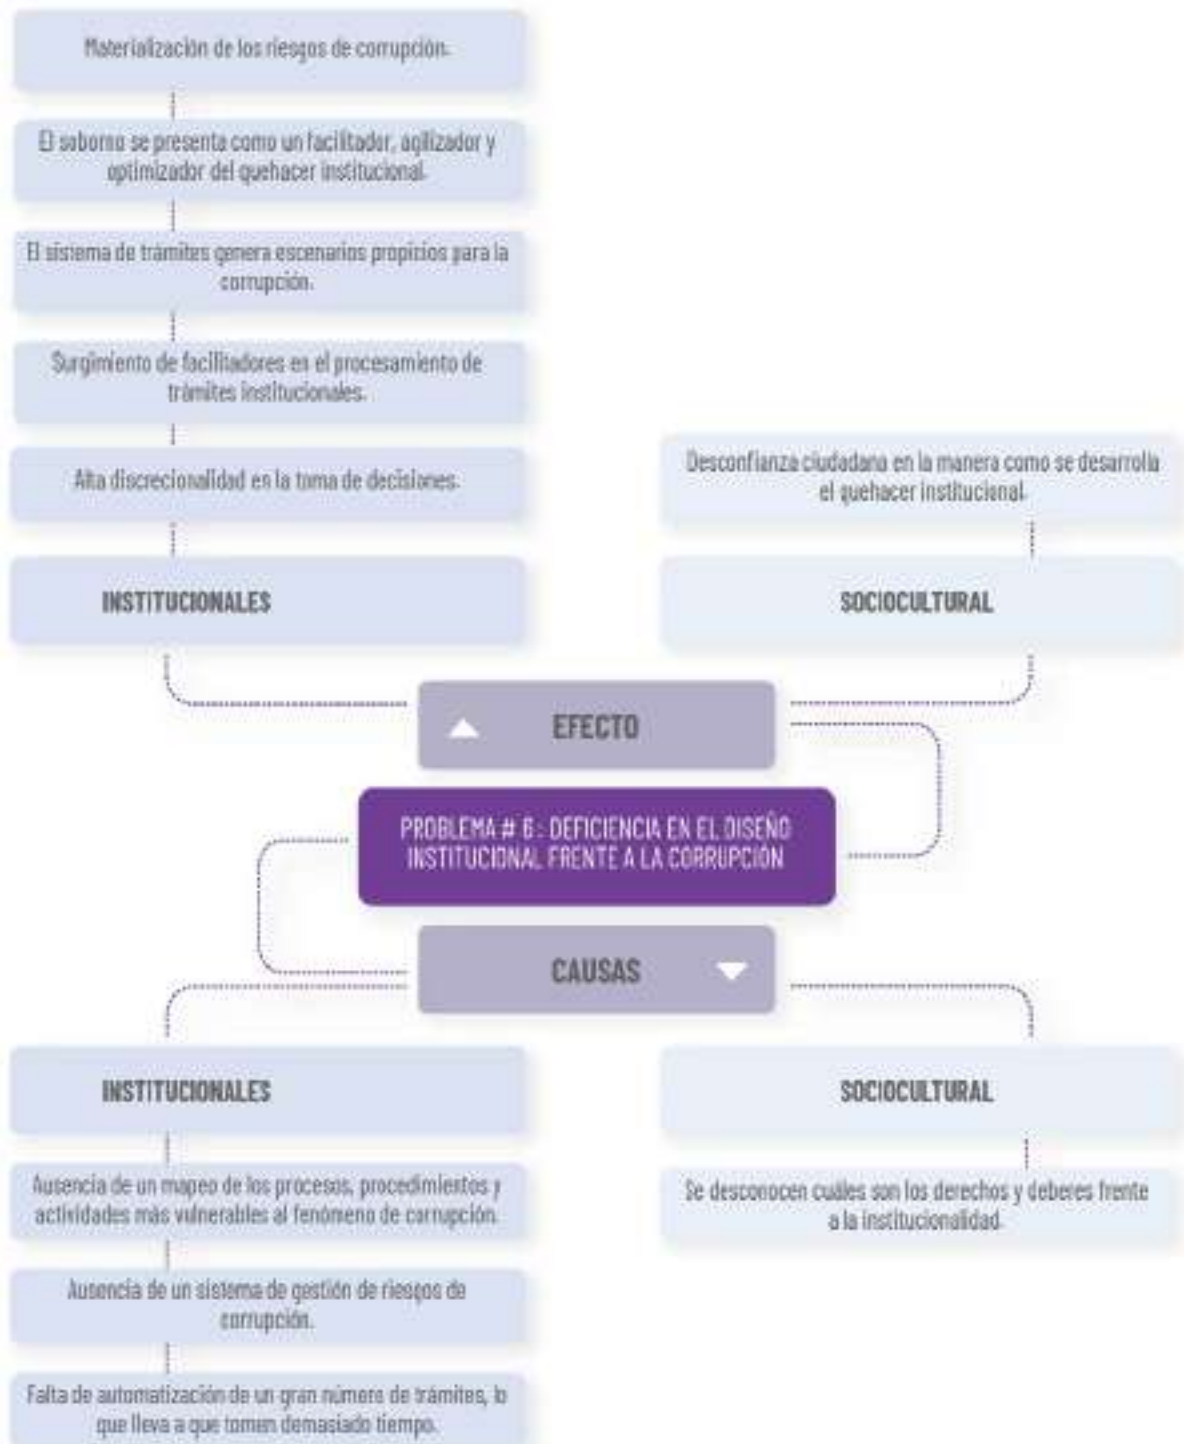 Materialización de los riesgos de corrupción.
El soborno se presenta como un facilitador, agilizador y
optimizador del quehacer institucional.
El sistema de trámites genera escenarios propicios para la
corrupción.
Surgimiento de facilitadores en el procesamiento de
trámites institucionales.
Alta discrecionalidad en la toma de decisiones.
INSTITUCIONALES
Desconfianza ciudadana en la manera como se desarrolla
el quehacer institucional.
SOCIOCULTURAL
EFECTO
PROBLEMA # 6 : DEFICIENCIA EN EL DISEÑO
INSTITUCIONAL FRENTE A LA CORRUPCIÓN
CAUSAS
INSTITUCIONALES
Ausencia de un mapeo de los procesos, procedimientos y
actividades más vulnerables al fenómeno de corrupción.
Ausencia de un sistema de gestión de riesgos de
corrupción.
Falta de automatización de un gran número de trámites, lo
que lleva a que tomen demasiado tiempo.
SOCIOCULTURAL
Se desconocen cuáles son los derechos y deberes frente
a la institucionalidad.